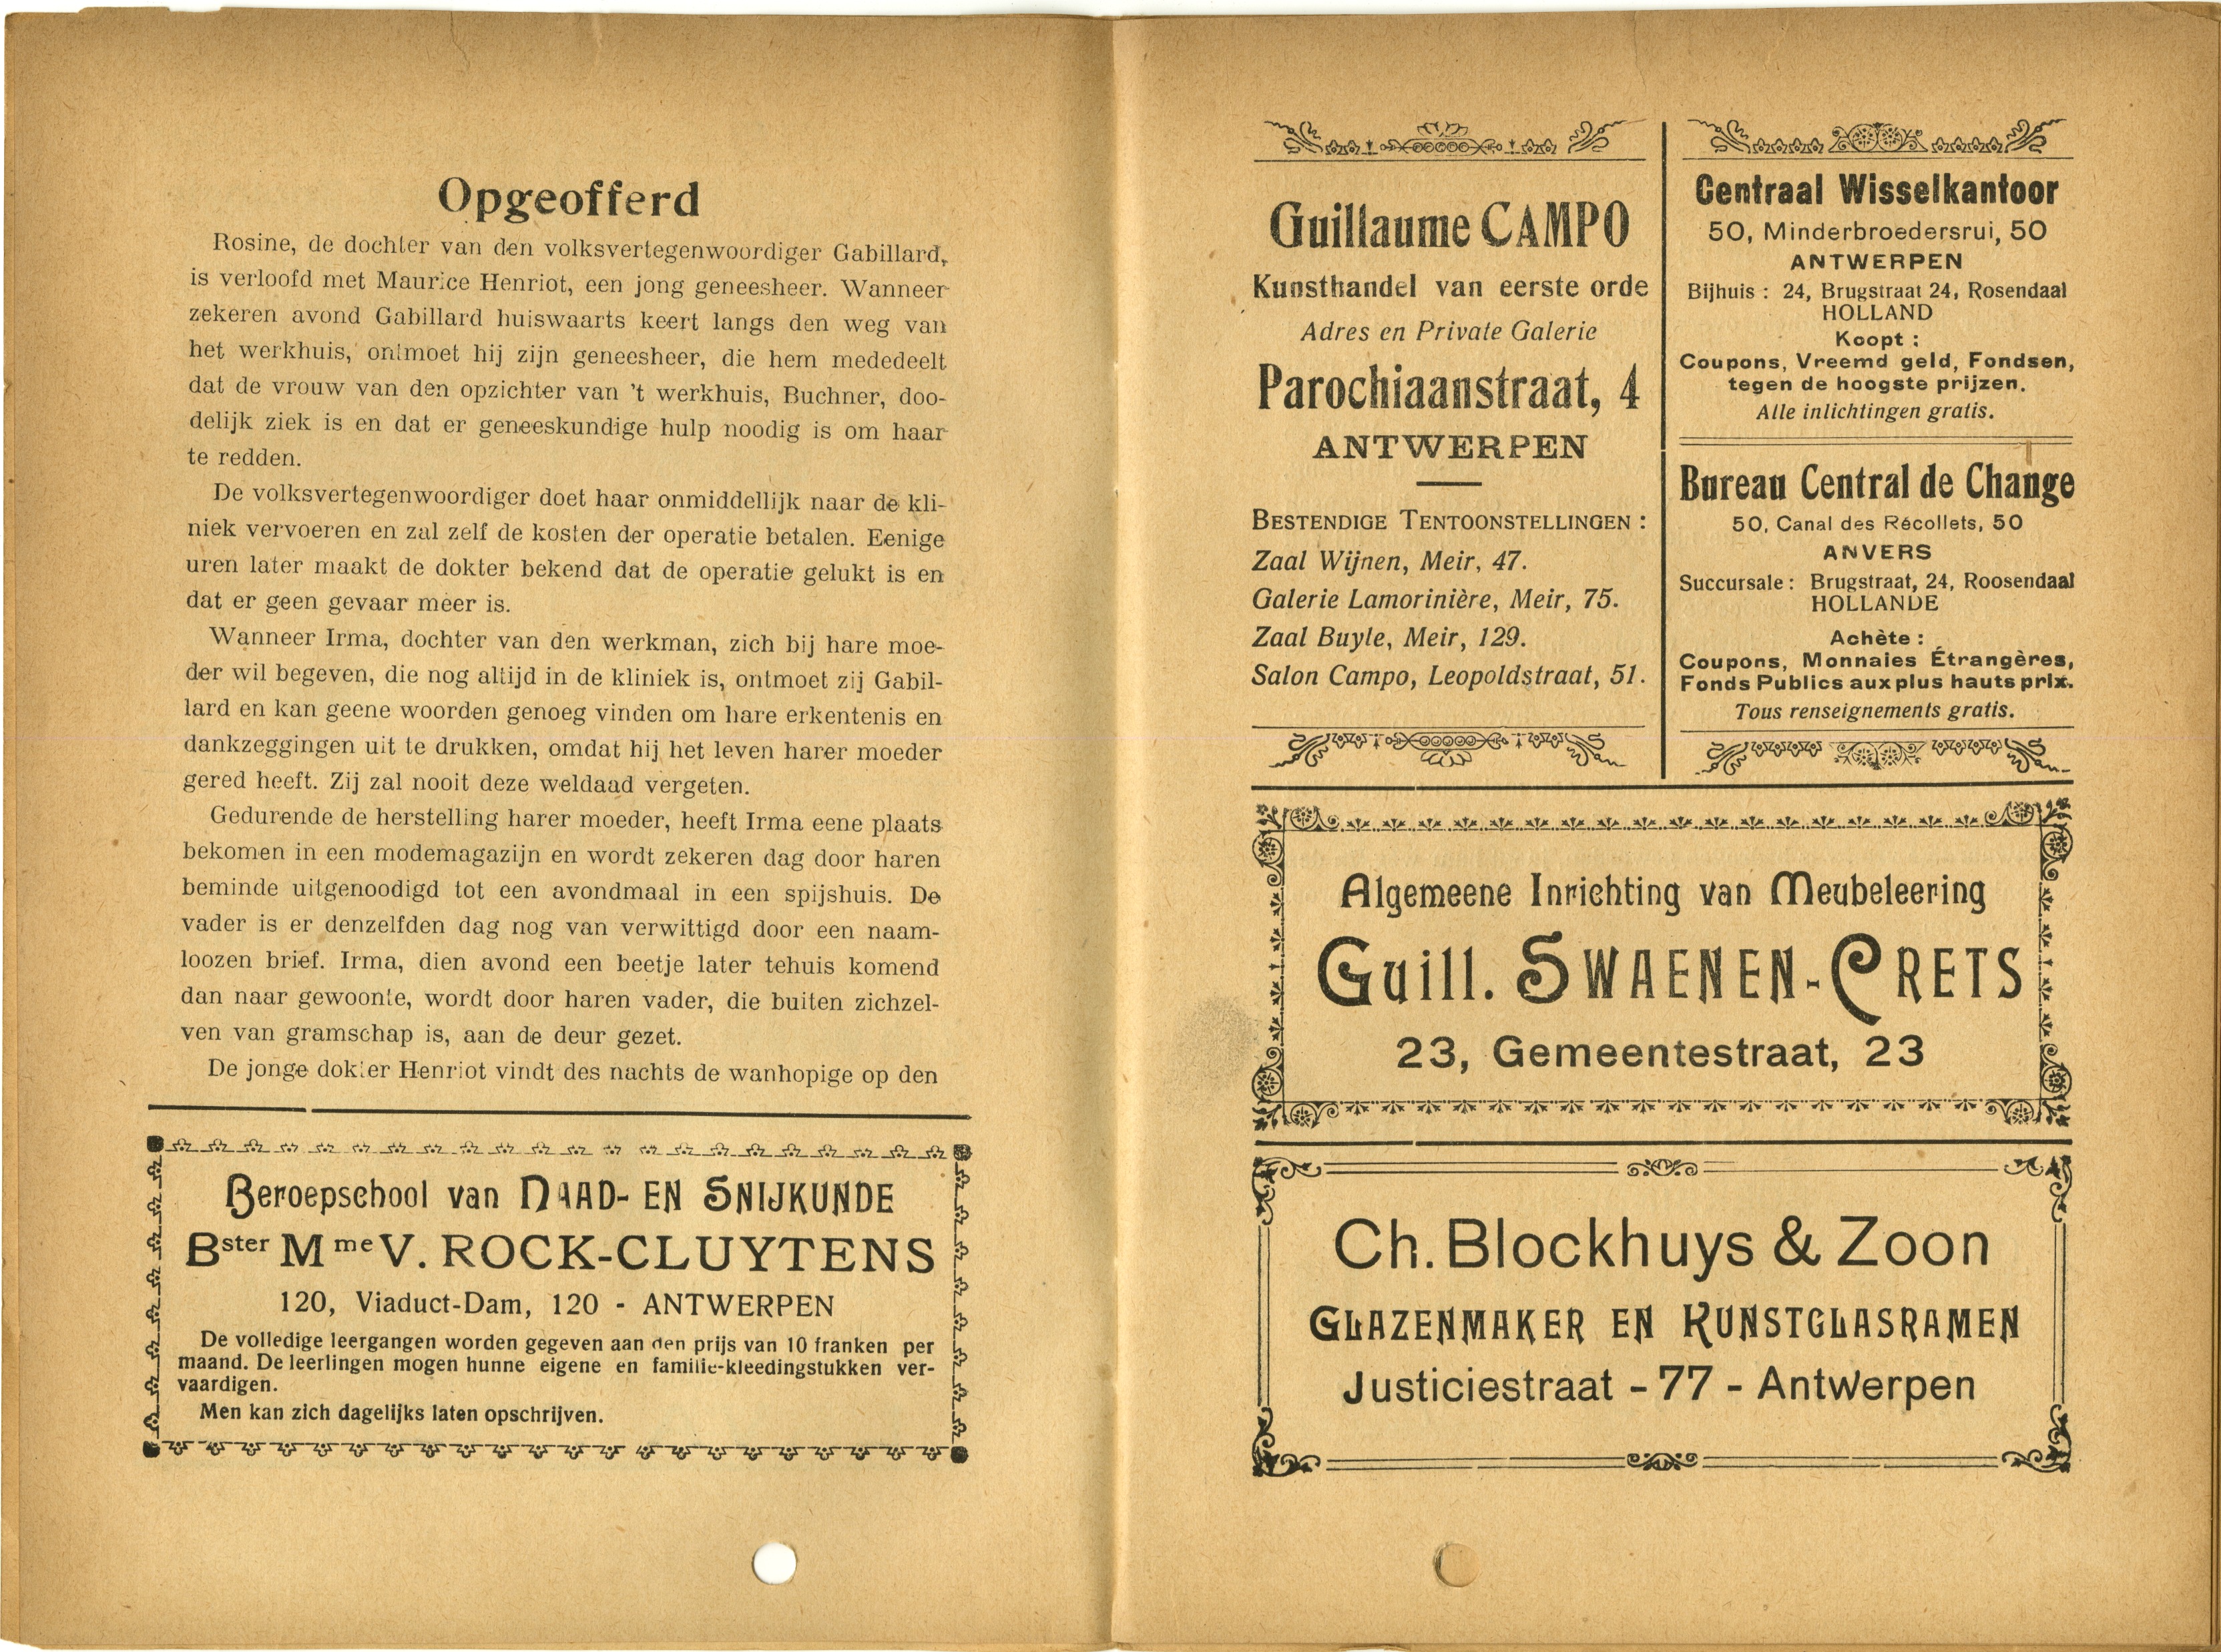 Opgeofferd
Rosine, de dochter van den volksvertegenwoordiger Gabillard,
is verloofd met Maurice Henriot, een jong geneesheer. Wanneer
zekeren avond Gabillard huiswaarts keert langs den weg van
het werkhuis, ontmoet hij zijn geneesheer, die hem mededeelt
dat de vrouw van den opzichter van 't werkhuis, Buchner, doo-
delijk ziek is en dat er geneeskundige hulp noodig is om haar
te redden.
De volksvertegenwoordiger doet haar onmiddellijk naar de kli-
niek vervoeren en zal zelf de kosten der operatie betalen. Eenige
uren later maakt de dokter bekend dat de operatie gelukt is en
dat er geen gevaar meer is.
Wanneer Irma, dochter van den werkman, zich bij hare moe-
der wil begeven, die nog altijd in de kliniek is, ontmoet zij Gabil-
lard en kan geene woorden genoeg vinden om hare erkentenis en
dankzeggingen uit te drukken, omdat hij het leven harer moeder
gered heeft. Zij zal nooit deze weldaad vergeten.
Gedurende de herstelling harer moeder, heeft Irma eene plaats
bekomen in een modemagazijn en wordt zekeren dag door haren
beminde uitgenoodigd tot een avondmaal in een spijshuis. De
vader is er denzelfden dag nog van verwittigd door een naam-
loozen brief. Irma, dien avond een beetje later tehuis komend
dan naar gewoonte, wordt door haren vader, die buiten zichzel-
ven van gramschap is, aan de deur gezet.
De jonge dokter Henriot vindt des nachts de wanhopige op den
Beroepschool van NAAD- EN SNIJKUNDE
Bster Mme V. ROCK-CLUYTENS
120, Viaduct-Dam, 120 - ANTWERPEN
De volledige leergangen worden gegeven aan den prijs van 10 franken per
maand. De leerlingen mogen hunne eigene en familie-kleedingstukken ver-
vaardigen.
Men kan zich dagelijks laten opschrijven.
Guillaume CAMPO
Kunsthandel van eerste orde
Adres en Private Galerie
Parochiaanstraat, 4
ANTWERPEN
BESTENDIGE TENTOONSTELLINGEN :
Zaal Wijnen, Meir, 47.
Galerie Lamorinière, Meir, 75.
Zaal Buyle, Meir, 129.
Salon Campo, Leopoldstraat, 51.
Centraal Wisselkantoor
50, Minderbroedersrui, 50
ANTWERPEN
Bijhuis : 24, Brugstraat 24, Rosendaal
HOLLAND
Koopt :
Coupons, Vreemd geld, Fondsen,
tegen de hoogste prijzen.
Alle inlichtingen gratis.
Bureau Central de Change
50, Canal des Récollets, 50
ANVERS
Succursale : Brugstraat, 24, Roosendaal
HOLLANDE
Achète :
Coupons, Monnaies Étrangères,
Fonds Publics aux plus hauts prix.
Tous renseignements gratis.
Algemeene Inrichting van Meubeleering
Guill. SWAENEN-CRETS
23, Gemeentestraat, 23
Ch. Blockhuys & Zoon
GLAZENMAKER EN KUNSTGLASRAMEN
Justiciestraat - 77 - Antwerpen